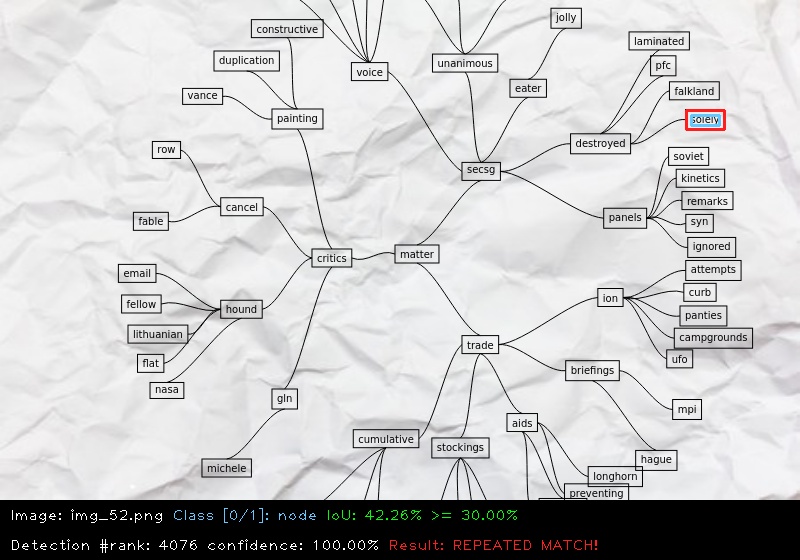 jolly
constructive
laminated
duplication
unanimous
pfc
voice
eater
falkland
vance
painting
solely
destroyed
row
soviet
secsg
kinetics
cancel
remarks
fable
panels
syn
ignored
matter
critics
email
attempts
curb
ion
fellow
hound
panties
lithuanian
campgrounds
trade
ufo
flat
briefings
nasa
gln
mpi
aids
cumulative
stockings
hague
michele
longhorn
preventing
Image: img_52.png Class [0/1]: node IoU: 42.26% >= 30.00%
Detection #rank: 4076 confidence: 100.00% Result: REPEATED MATCH!